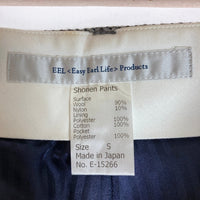 EEL <Easy Earl Life> Products
Shonen Pants
Surface
Wool 90%
Nylon 10%
Lining
Polyester 100%
Cotton 100%
Pocket
Polyester 100%
Size S
Made in Japan
No. E-15266